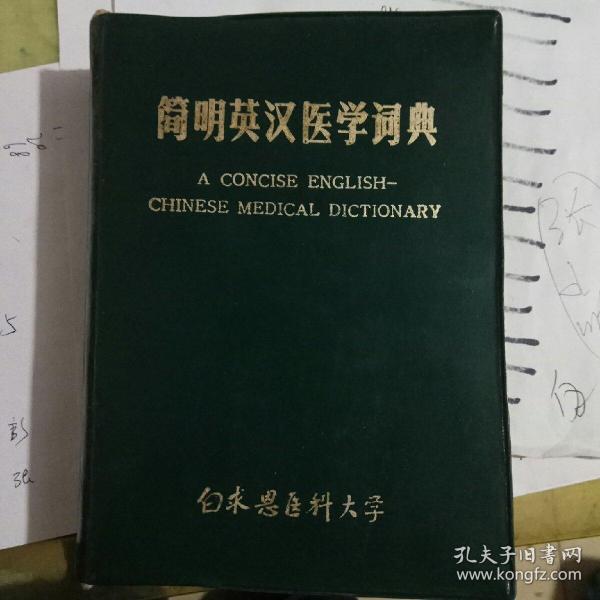 简明英汉医学词典
A CONCISE ENGLISH-
CHINESE MEDICAL DICTIONARY
白求恩医科大学
孔夫子旧书网
www.kongfz.com